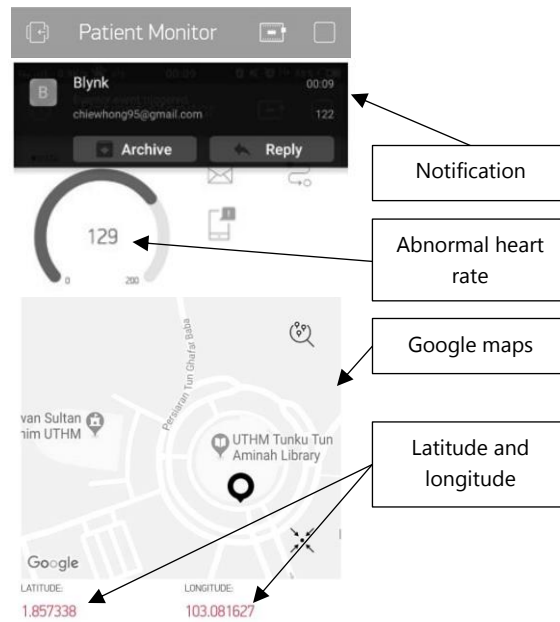 Patient Monitor
B
Blynk
00:09
chiewhong95@gmail.com
122
Archive
Reply
Notification
129
0
200
Abnormal heart
rate
Persiaran Tun Ghafar Baba
Google maps
van Sultan
him UTHM
UTHM Tunku Tun
Aminah Library
Latitude and
longitude
Google
LATITUDE:
LONGITUDE:
1.857338
103.081627